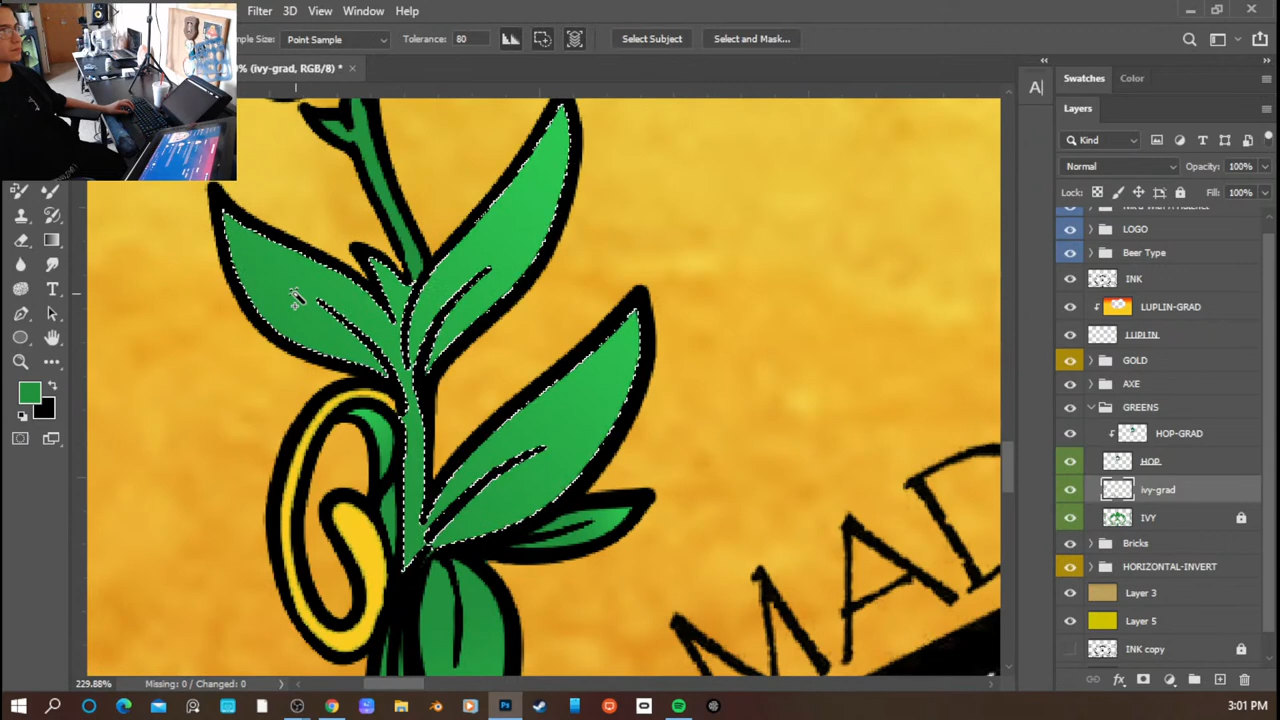 Filter 3D View Window Help
ple Size: Point Sample Tolerance: 80 Select Subject Select and Mask...
% (ivy-grad, RGB/8) * ×
Swatches Color
Layers
Kind
Normal Opacity: 100%
Lock: Fill: 100%
LOGO
Beer Type
INK
LUPLIN-GRAD
LUPLIN
GOLD
AXE
GREENS
HOP-GRAD
HOP
ivy-grad
IVY
Bricks
HORIZONTAL-INVERT
Layer 3
Layer 5
INK copy
MAD
229.88% Missing: 0 / Changed: 0
3:01 PM